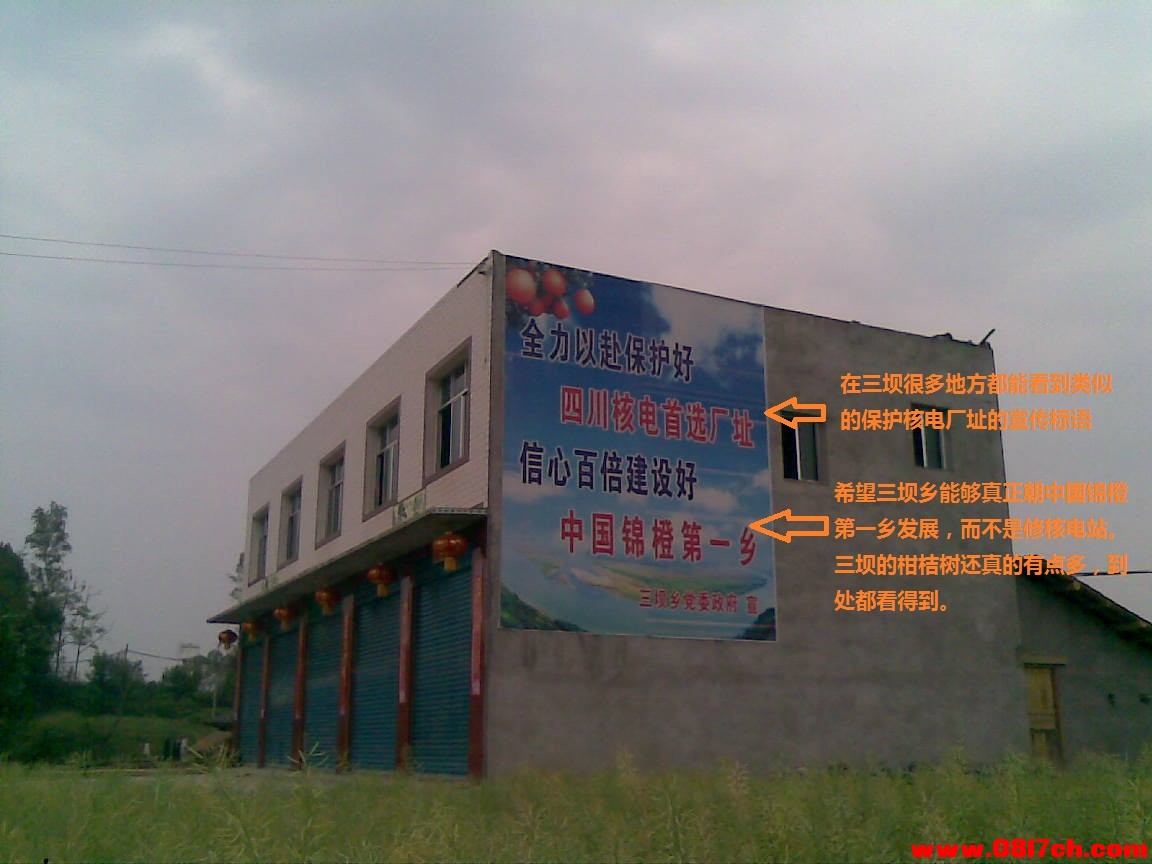 全力以赴保护好
四川核电首选厂址
信心百倍建设好
中国锦橙第一乡
三坝乡党委政府 宣
在三坝很多地方都能看到类似
的保护核电厂址的宣传标语
希望三坝乡能够真正朝中国锦橙
第一乡发展，而不是修核电站。
三坝的柑桔树还真的有点多，到
处都看得到。
www.0817ch.com